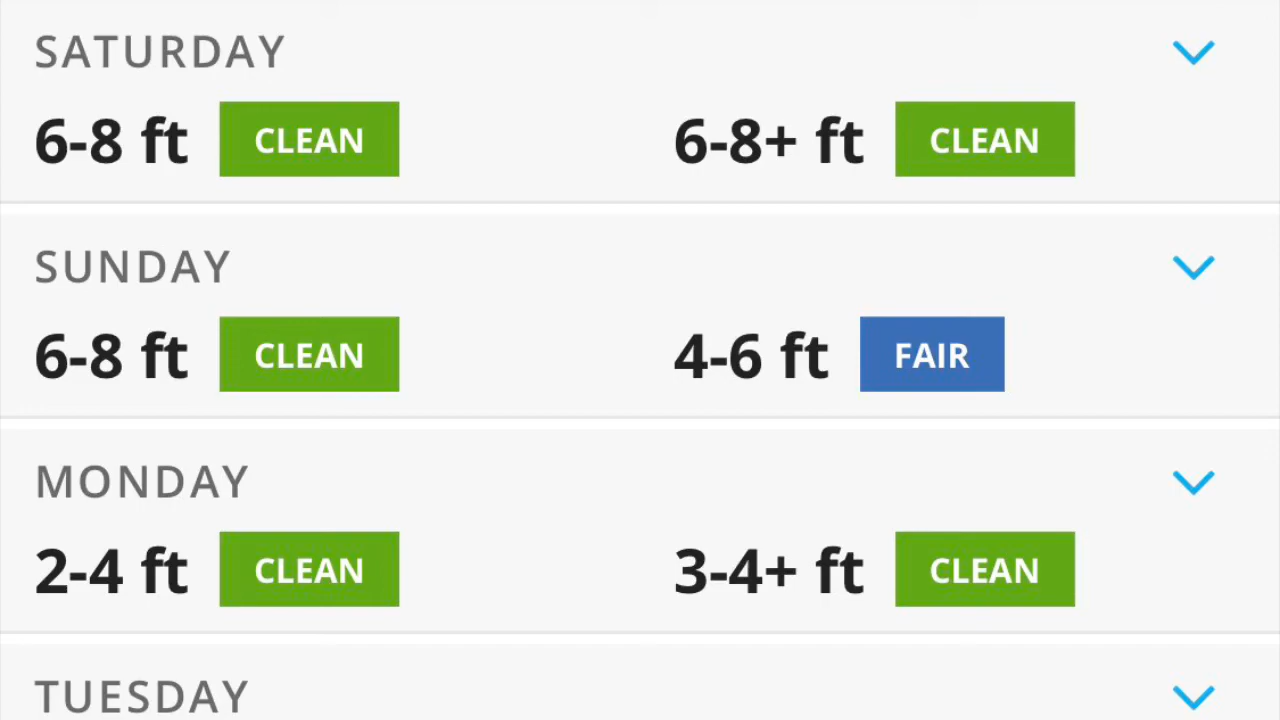 SATURDAY
6-8 ft CLEAN 6-8+ ft CLEAN
SUNDAY
6-8 ft CLEAN 4-6 ft FAIR
MONDAY
2-4 ft CLEAN 3-4+ ft CLEAN
TUESDAY